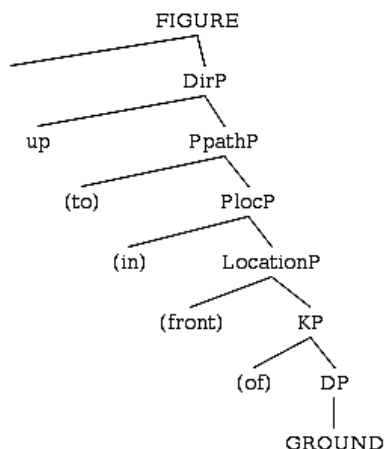 FIGURE
DirP
up
PpathP
(to)
PlocP
(in)
LocationP
(front)
KP
(of)
DP
GROUND